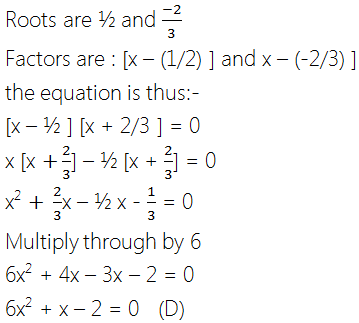 Roots are ½ and -2/3
Factors are : [x – (1/2) ] and x – (-2/3) ]
the equation is thus:-
[x – ½ ] [x + 2/3 ] = 0
x [x + 2/3] – ½ [x + 2/3] = 0
x² + 2/3x – ½ x - 1/3 = 0
Multiply through by 6
6x² + 4x – 3x – 2 = 0
6x² + x – 2 = 0 (D)